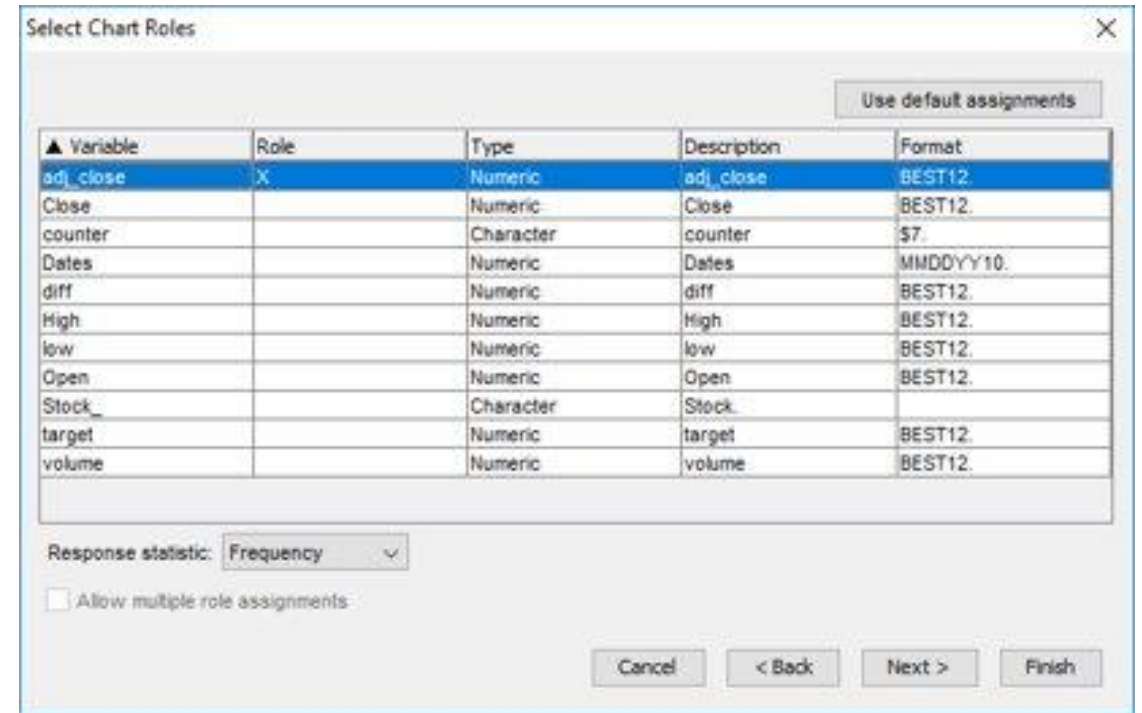 Select Chart Roles
Use default assignments
▲ Variable Role Type Description Format
adj_close X Numeric adj_close BEST12.
Close Numeric Close BEST12.
counter Character counter $7.
Dates Numeric Dates MMDDYY10.
diff Numeric diff BEST12.
High Numeric High BEST12.
low Numeric low BEST12.
Open Numeric Open BEST12.
Stock_ Character Stock.
target Numeric target BEST12.
volume Numeric volume BEST12.
Response statistic: Frequency
Allow multiple role assignments
Cancel < Back Next > Finish